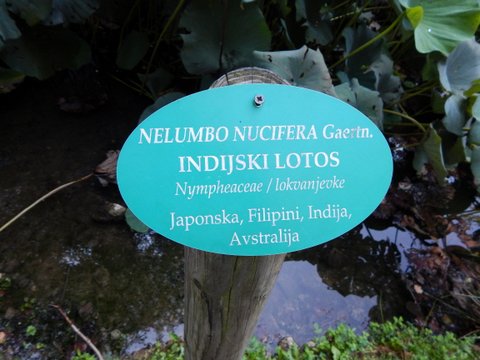 NELUMBO NUCIFERA Gaertn.
INDIJSKI LOTOS
Nympheaceae / lokvanjevke
Japonska, Filipini, Indija,
Avstralija